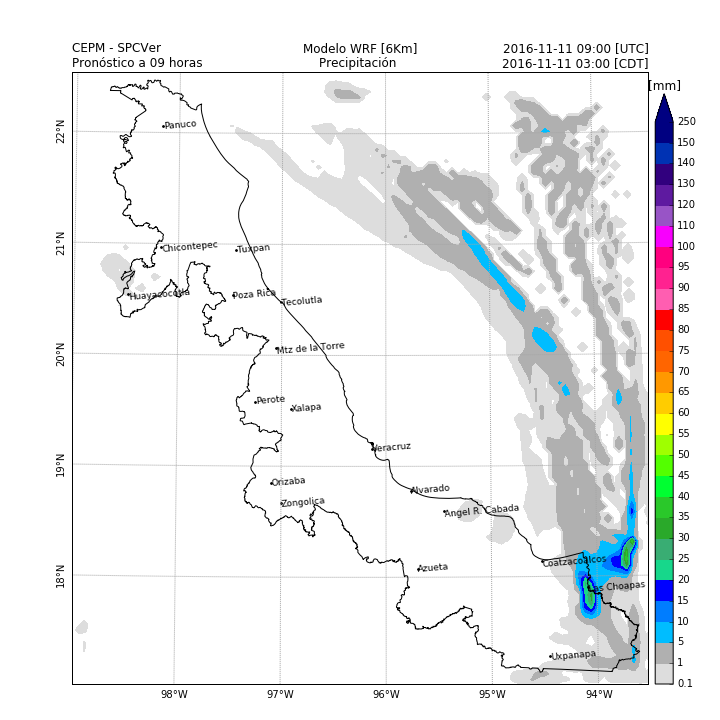 CEPM - SPCVer Modelo WRF [6Km] 2016-11-11 09:00 [UTC]
Pronóstico a 09 horas Precipitación 2016-11-11 03:00 [CDT]
[mm]
250
150
140
130
120
110
100
95
90
85
80
75
70
65
60
55
50
45
40
35
30
25
20
15
10
5
1
0.1
22°N
21°N
20°N
19°N
18°N
Panuco
Chicontepec
Tuxpan
Huayacocotla
Poza Rica
Tecolutla
Mtz de la Torre
Perote
Xalapa
Veracruz
Orizaba
Alvarado
Zongolica
Angel R. Cabada
Azueta
Coatzacoalcos
Las Choapas
Uxpanapa
98°W 97°W 96°W 95°W 94°W